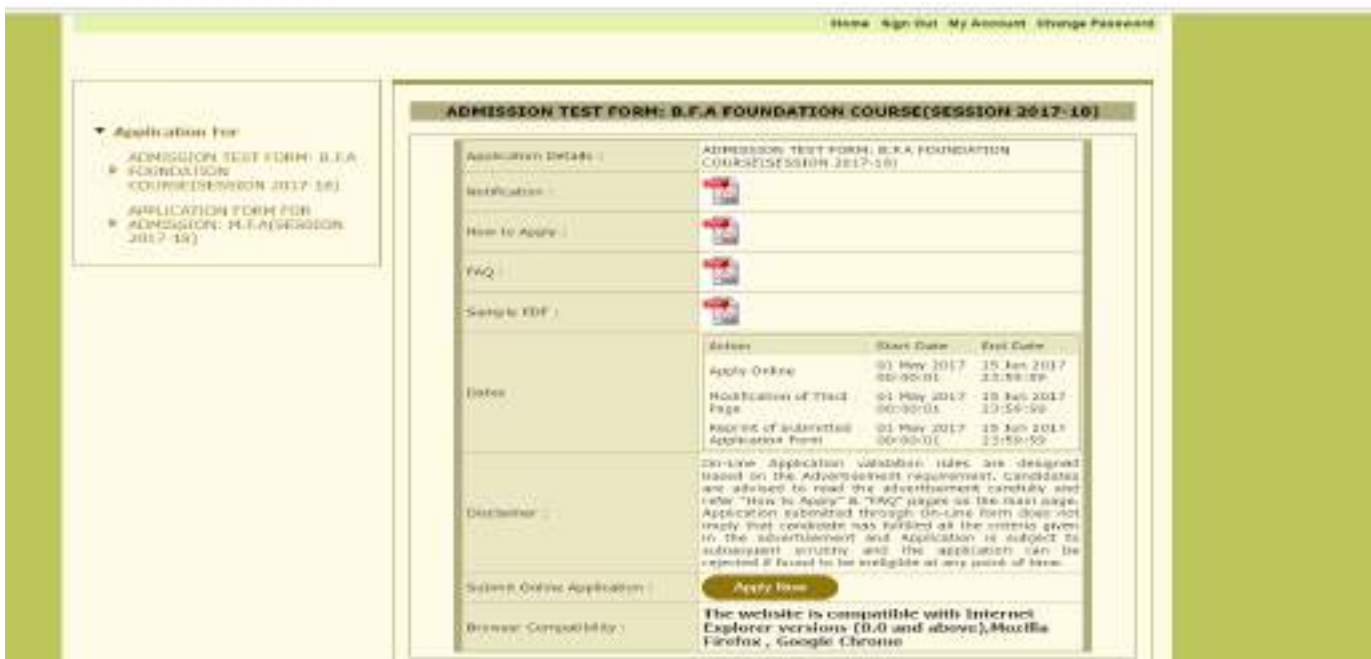 Home Sign Out My Account Change Password
Application For
ADMISSION TEST FORM: B.F.A
FOUNDATION
COURSE(SESSION 2017-18)
APPLICATION FORM FOR
ADMISSION: M.F.A(SESSION
2017-18)
ADMISSION TEST FORM: B.F.A FOUNDATION COURSE(SESSION 2017-18)
Application Details :
ADMISSION TEST FORM: B.F.A FOUNDATION
COURSE(SESSION 2017-18)
Notification :
How to Apply :
FAQ :
Sample PDF :
Dates
Action Start Date End Date
Apply Online 01 May 2017 15 Jun 2017
00:00:01 23:59:59
Modification of Third 01 May 2017 15 Jun 2017
Page 00:00:01 23:59:59
Reprint of Submitted 01 May 2017 15 Jun 2017
Application Form 00:00:01 23:59:59
Disclaimer :
On-Line Application validation rules are designed
based on the Advertisement requirement. Candidates
are advised to read the advertisement carefully and
refer "How to Apply" & "FAQ" pages on the main page.
Application submitted through On-Line form does not
imply that candidate has fulfilled all the criteria given
in the advertisement and Application is subject to
subsequent scrutiny and the application can be
rejected if found to be ineligible at any point of time.
Submit Online Application :
Apply Now
Browser Compatibility :
The website is compatible with Internet
Explorer versions (8.0 and above),Mozilla
Firefox , Google Chrome